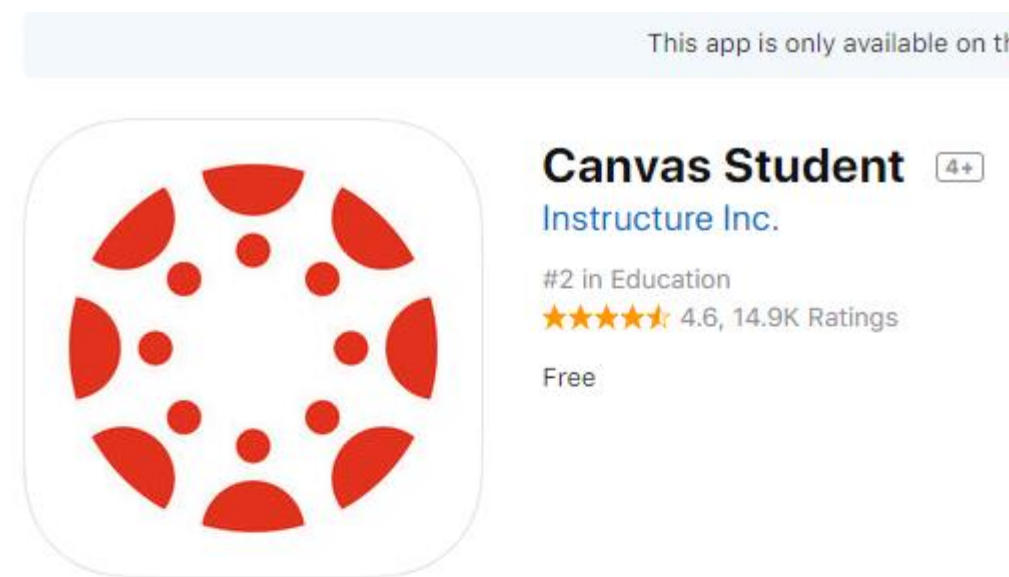 This app is only available on th
Canvas Student 4+
Instructure Inc.
#2 in Education
4.6, 14.9K Ratings
Free